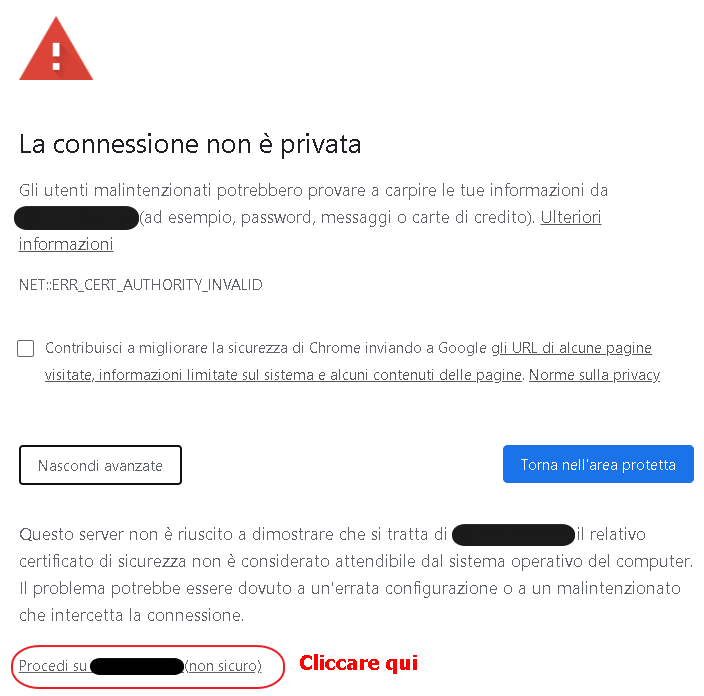 La connessione non è privata
Gli utenti malintenzionati potrebbero provare a carpire le tue informazioni da
(ad esempio, password, messaggi o carte di credito). Ulteriori
informazioni
NET::ERR_CERT_AUTHORITY_INVALID
Contribuisci a migliorare la sicurezza di Chrome inviando a Google gli URL di alcune pagine
visitate, informazioni limitate sul sistema e alcuni contenuti delle pagine. Norme sulla privacy
Nascondi avanzate
Torna nell'area protetta
Questo server non è riuscito a dimostrare che si tratta di il relativo
certificato di sicurezza non è considerato attendibile dal sistema operativo del computer.
Il problema potrebbe essere dovuto a un'errata configurazione o a un malintenzionato
che intercetta la connessione.
Procedi su (non sicuro)
Cliccare qui